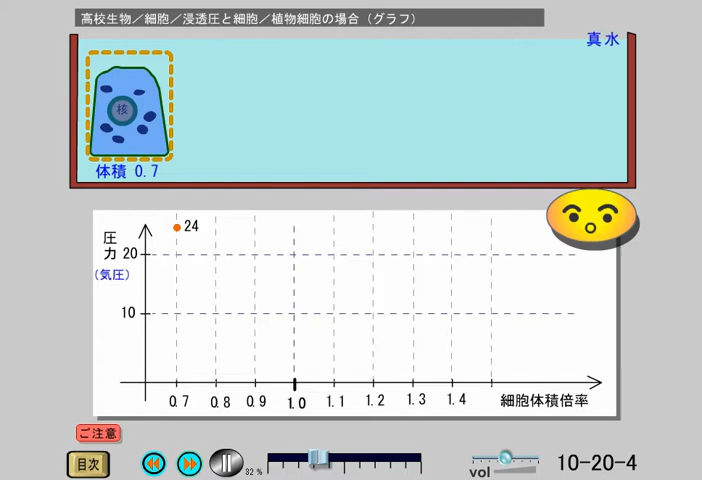 高校生物／細胞／浸透圧と細胞／植物細胞の場合（グラフ）
真水
核
体積 0.7
圧力
（気圧）
24
20
10
0.7 0.8 0.9 1.0 1.1 1.2 1.3 1.4 細胞体積倍率
ご注意
目次
32 %
vol
10-20-4